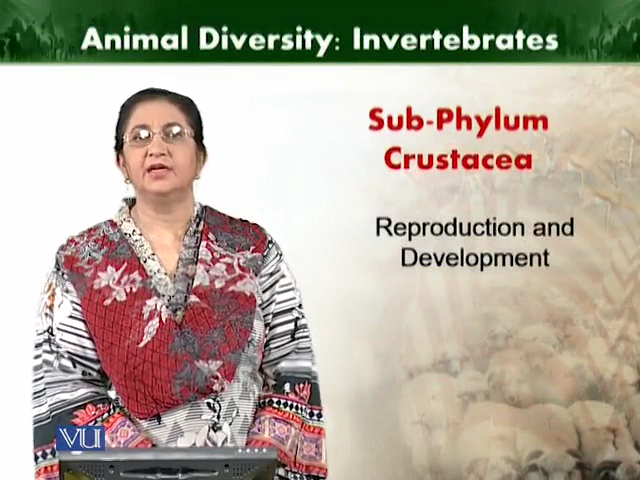 Animal Diversity: Invertebrates
Sub-Phylum
Crustacea
Reproduction and
Development
VU